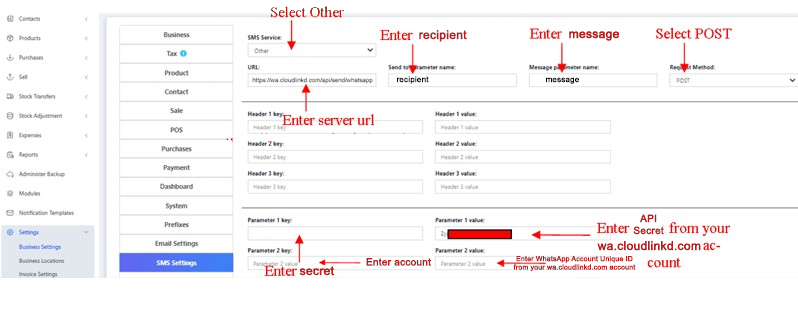 Select Other
Contacts
Products
Purchases
Sell
Stock Transfers
Stock Adjustment
Expenses
Reports
Administer Backup
Modules
Notification Templates
Settings
Business Settings
Business Locations
Invoice Settings
Business
Tax
Product
Contact
Sale
POS
Purchases
Payment
Dashboard
System
Prefixes
Email Settings
SMS Settings
SMS Service:
Other
Enter recipient
Enter message
Select POST
URL:
https://wa.cloudlinkd.com/api/send/whatsapp
Send to parameter name:
recipient
Message parameter name:
message
Request Method:
POST
Enter server url
Header 1 key:
Header 1 key
Header 1 value:
Header 1 value
Header 2 key:
Header 2 key
Header 2 value:
Header 2 value
Header 3 key:
Header 3 key
Header 3 value:
Header 3 value
Parameter 1 key:
Parameter 1 value:
2y
Enter API Secret from your
wa.cloudlinkd.com ac-
count
Parameter 2 key:
Parameter 2 value
Enter secret
Enter account
Parameter 2 value:
Parameter 2 value
Enter WhatsApp Account Unique ID
from your wa.cloudlinkd.com account